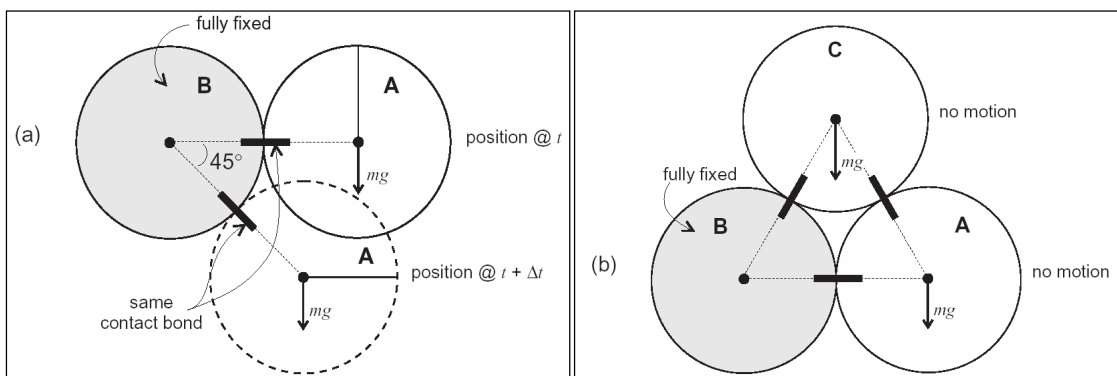 fully fixed
B
A
(a)
position @ t
45°
mg
A
position @ t + Δt
same
contact bond
mg
C
no motion
mg
fully fixed
B
A
(b)
no motion
mg